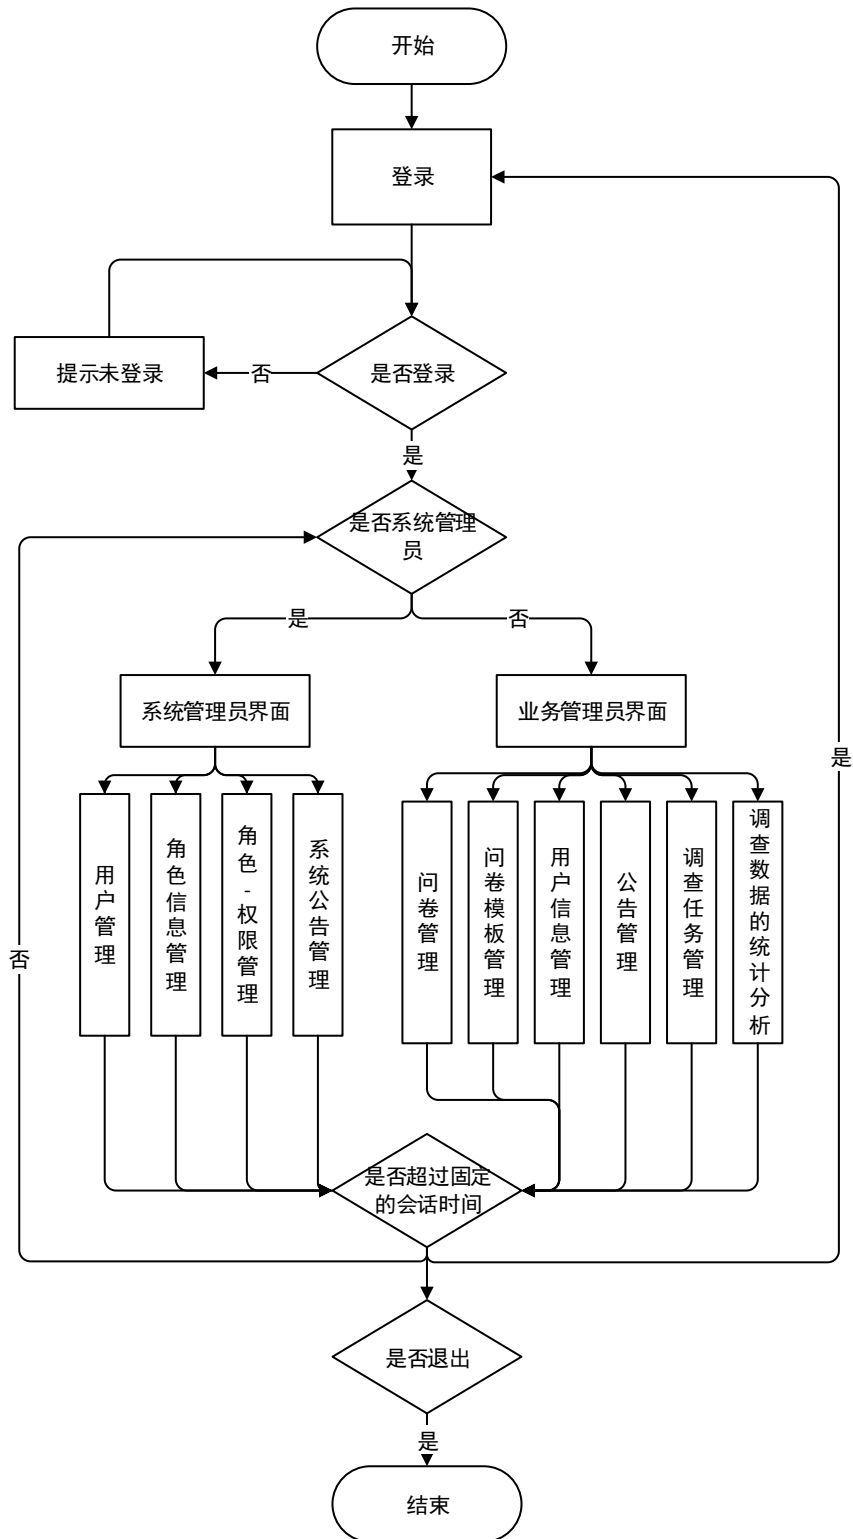 开始
登录
提示未登录
否
是否登录
是
是否系统管理
员
是
否
系统管理员界面
业务管理员界面
是
用户管理
角色信息管理
角色-权限管理
系统公告管理
问卷管理
问卷模板管理
用户信息管理
公告管理
调查任务管理
调查数据的统计分析
否
是否超过固定
的会话时间
是否退出
是
结束